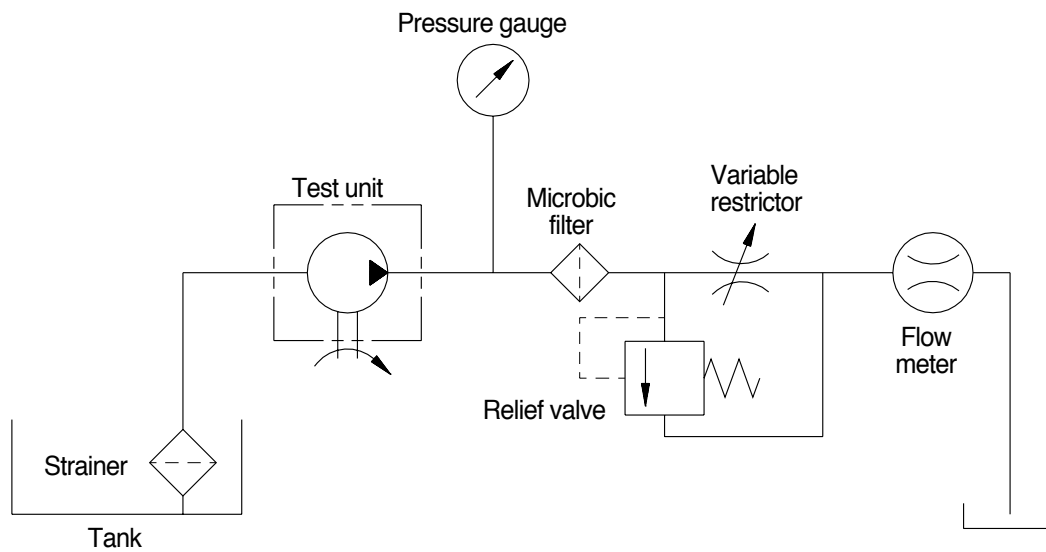 Pressure gauge
Test unit
Microbic
filter
Variable
restrictor
Flow
meter
Relief valve
Strainer
Tank